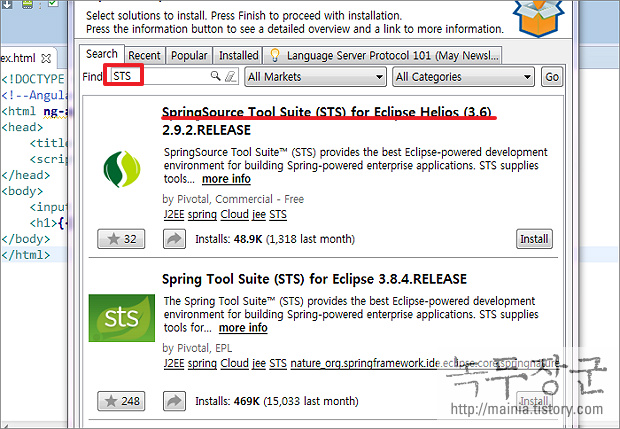 Select solutions to install. Press Finish to proceed with installation.
Press the information button to see a detailed overview and a link to more information.
ex.html
Search Recent Popular Installed Language Server Protocol 101 (May Newsl...
Find: STS All Markets All Categories Go
<!DOCTYPE
<!--Angula
<html ng-a
<head>
<title
<scrip
</head>
<body>
<input
<h1>{{
</body>
</html>
SpringSource Tool Suite (STS) for Eclipse Helios (3.6)
2.9.2.RELEASE
SpringSource Tool Suite™ (STS) provides the best Eclipse-powered development
environment for building Spring-powered enterprise applications. STS supplies
tools... more info
by Pivotal, Commercial - Free
J2EE spring Cloud jee STS
32 Installs: 48.9K (1,318 last month) Install
Spring Tool Suite (STS) for Eclipse 3.8.4.RELEASE
sts
The Spring Tool Suite™ (STS) provides the best Eclipse-powered development
environment for building Spring-powered enterprise applications. STS supplies
tools for... more info
by Pivotal, EPL
J2EE spring Cloud jee STS nature_org.springframework.ide.eclipse.core.springnature
248 Installs: 469K (15,033 last month) Install
녹두장군
http://mainia.tistory.com